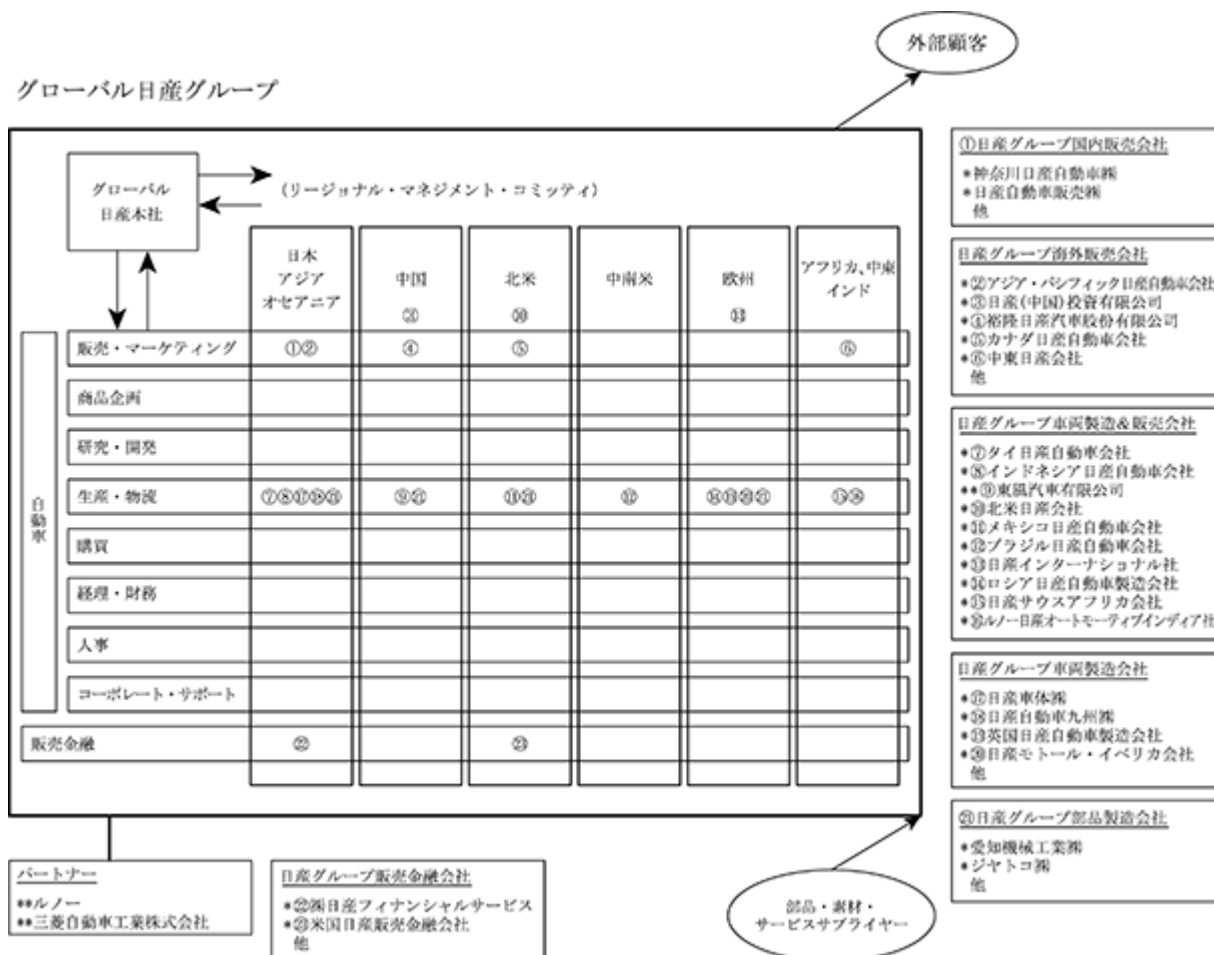 外部顧客
グローバル日産グループ
グローバル
日産本社
(リージョナル・マネジメント・コミッティ)
日本
アジア
オセアニア
中国
③
北米
⑩
中南米
欧州
⑬
アフリカ、中東
インド
自動車
販売・マーケティング ①② ④ ⑤ ⑥
商品企画
研究・開発
生産・物流 ⑦⑧⑰⑱㉑ ⑨㉑ ⑪㉑ ⑫ ⑭⑲⑳㉑ ⑮⑯
購買
経理・財務
人事
コーポレート・サポート
販売金融 ㉒ ㉓
①日産グループ国内販売会社
*神奈川日産自動車㈱
*日産自動車販売㈱
他
日産グループ海外販売会社
*②アジア・パシフィック日産自動車会社
*③日産(中国)投資有限公司
*④裕隆日産汽車股份有限公司
*⑤カナダ日産自動車会社
*⑥中東日産会社
他
日産グループ車両製造&販売会社
*⑦タイ日産自動車会社
*⑧インドネシア日産自動車会社
**⑨東風汽車有限公司
*⑩北米日産会社
*⑪メキシコ日産自動車会社
*⑫ブラジル日産自動車会社
*⑬日産インターナショナル社
*⑭ロシア日産自動車製造会社
*⑮日産サウスアフリカ会社
*⑯ルノー日産オートモーティブインディア社
日産グループ車両製造会社
*⑰日産車体㈱
*⑱日産自動車九州㈱
*⑲英国日産自動車製造会社
*⑳日産モトール・イベリカ会社
他
㉑日産グループ部品製造会社
*愛知機械工業㈱
*ジヤトコ㈱
他
パートナー
**ルノー
**三菱自動車工業株式会社
日産グループ販売金融会社
*㉒㈱日産フィナンシャルサービス
*㉓米国日産販売金融会社
他
部品・素材・
サービスサプライヤー